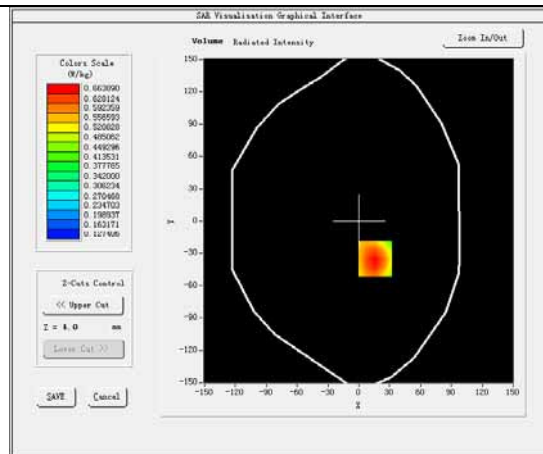 SAR Visualisation Graphical Interface
Volume Radiated Intensity
Zoom In/Out
Colors Scale
(W/kg)
0.663890
0.628124
0.592359
0.556593
0.520828
0.485062
0.449296
0.413531
0.377765
0.342000
0.306234
0.270468
0.234703
0.198937
0.163171
0.127406
Z-Cuts Control
<< Upper Cut
Z = 4.0 mm
Lower Cut >>
SAVE
Cancel
150
120
90
60
30
0
-30
-60
-90
-120
-150
Y
-150 -120 -90 -60 -30 0 30 60 90 120 150
X